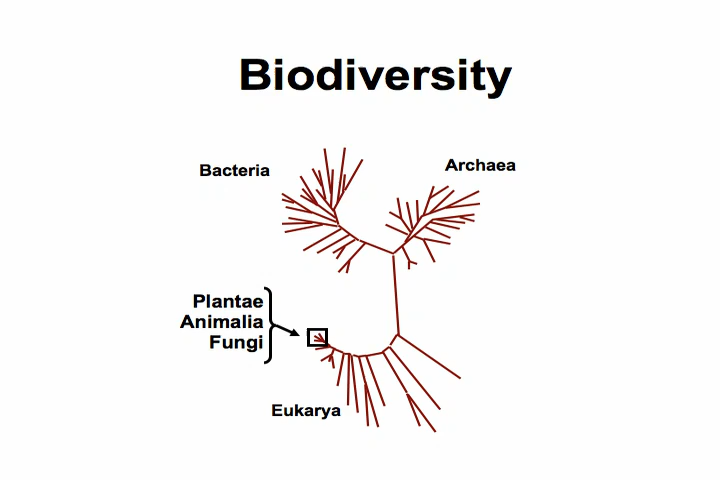 Biodiversity
Bacteria
Archaea
Plantae
Animalia
Fungi
Eukarya